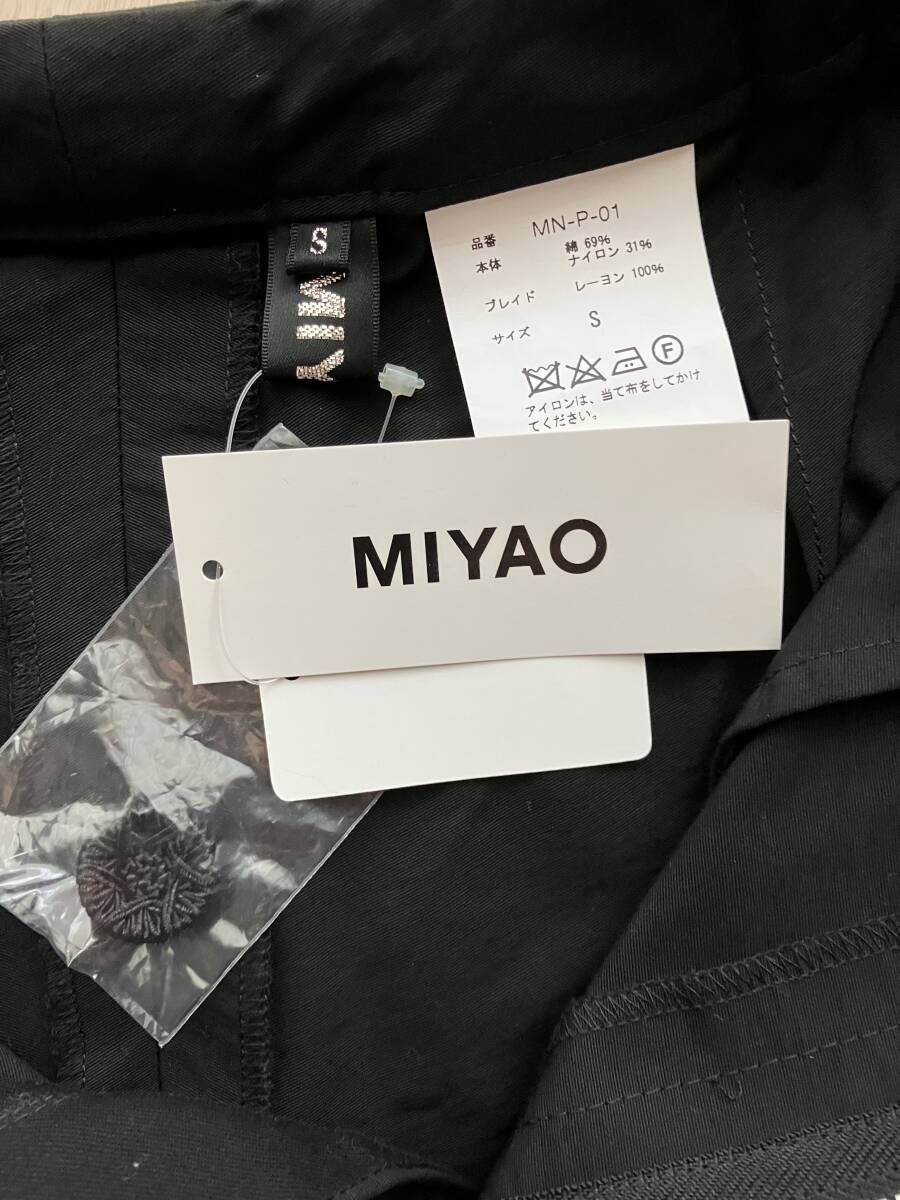 S
MIY
品番 MN-P-01
本体 綿 69%
ナイロン 31%
ブレイド レーヨン 100%
サイズ S
F
アイロンは、当て布をしてかけ
てください。
MIYAO